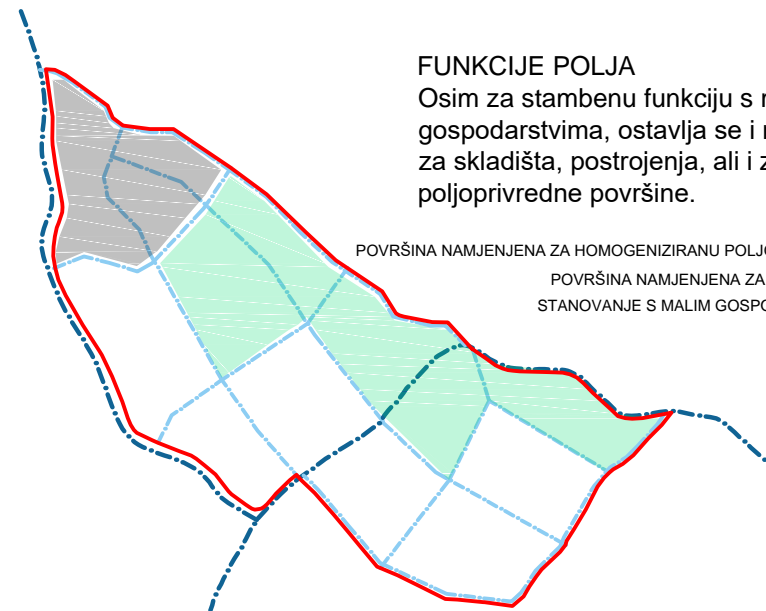 FUNKCIJE POLJA
Osim za stambenu funkciju s
gospodarstvima, ostavlja se i
za skladišta, postrojenja, ali i
poljoprivredne površine.
POVRŠINA NAMJENJENA ZA HOMOGENIZIRANU
POVRŠINA NAMJENJENA ZA
STANOVANJE S MALIM